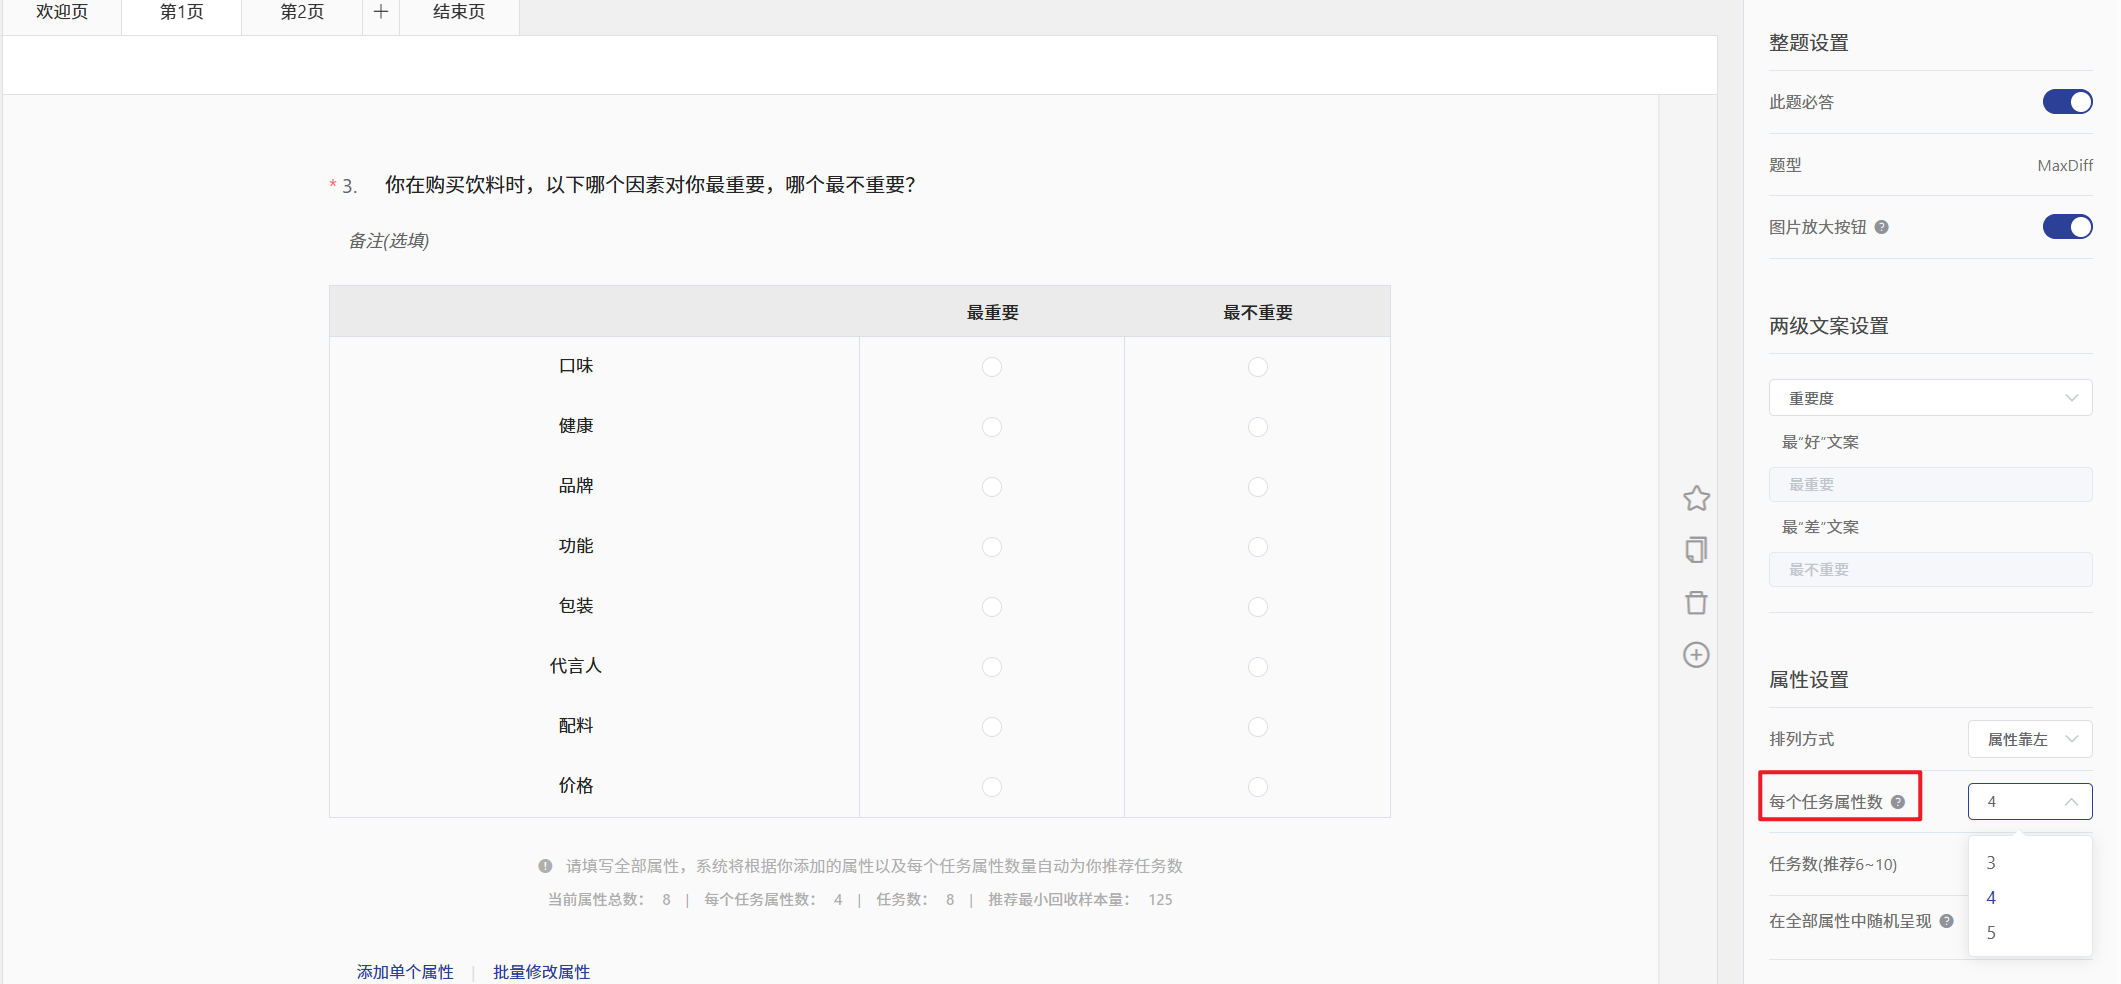 欢迎页
第1页
第2页
结束页
* 3. 你在购买饮料时，以下哪个因素对你最重要，哪个最不重要？
备注(选填)
最重要 最不重要
口味
健康
品牌
功能
包装
代言人
配料
价格
请填写全部属性，系统将根据你添加的属性以及每个任务属性数量自动为你推荐任务数
当前属性总数： 8 | 每个任务属性数： 4 | 任务数： 8 | 推荐最小回收样本量： 125
添加单个属性 | 批量修改属性
整题设置
此题必答
题型 MaxDiff
图片放大按钮
两级文案设置
重要度
最“好”文案
最重要
最“差”文案
最不重要
属性设置
排列方式 属性靠左
每个任务属性数 4
3
4
5
任务数(推荐6~10)
在全部属性中随机呈现